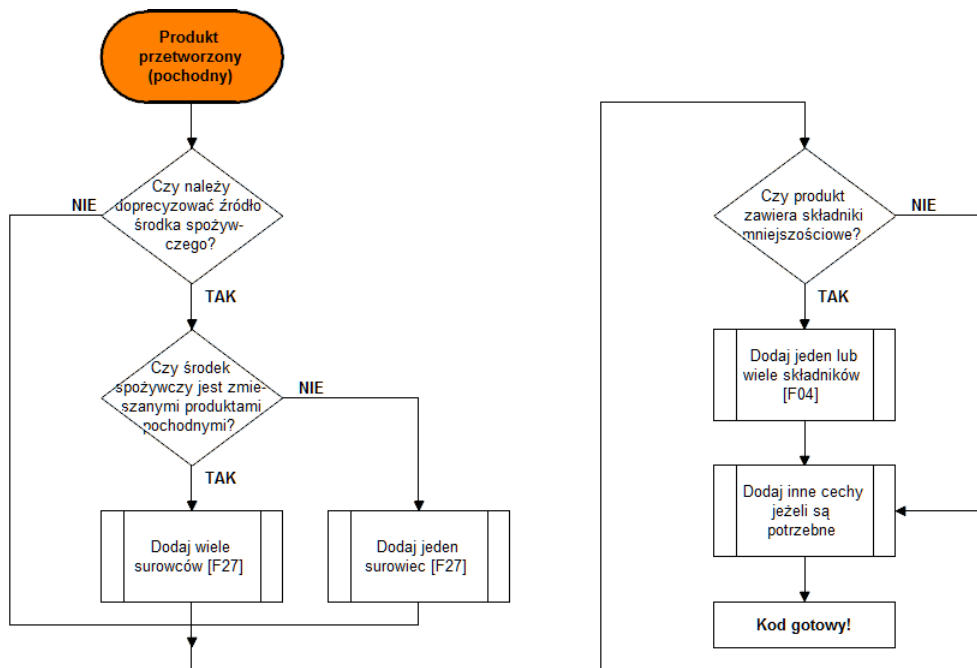 Produkt
przetworzony
(pochodny)
Czy należy
doprecyzować źródło
środka spożyw-
czego?
NIE
TAK
Czy środek
spożywczy jest zmie-
szanymi produktami
pochodnymi?
NIE
TAK
Dodaj wiele
surowców [F27]
Dodaj jeden
surowiec [F27]
Czy produkt
zawiera składniki
mniejszościowe?
NIE
TAK
Dodaj jeden lub
wiele składników
[F04]
Dodaj inne cechy
jeżeli są
potrzebne
Kod gotowy!